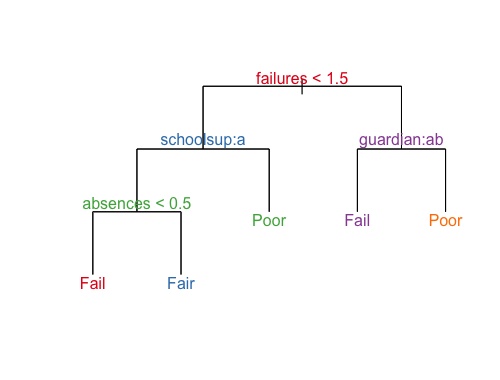 failures < 1.5
schoolsup:a
guardian:ab
absences < 0.5
Poor
Fail
Poor
Fail
Fair